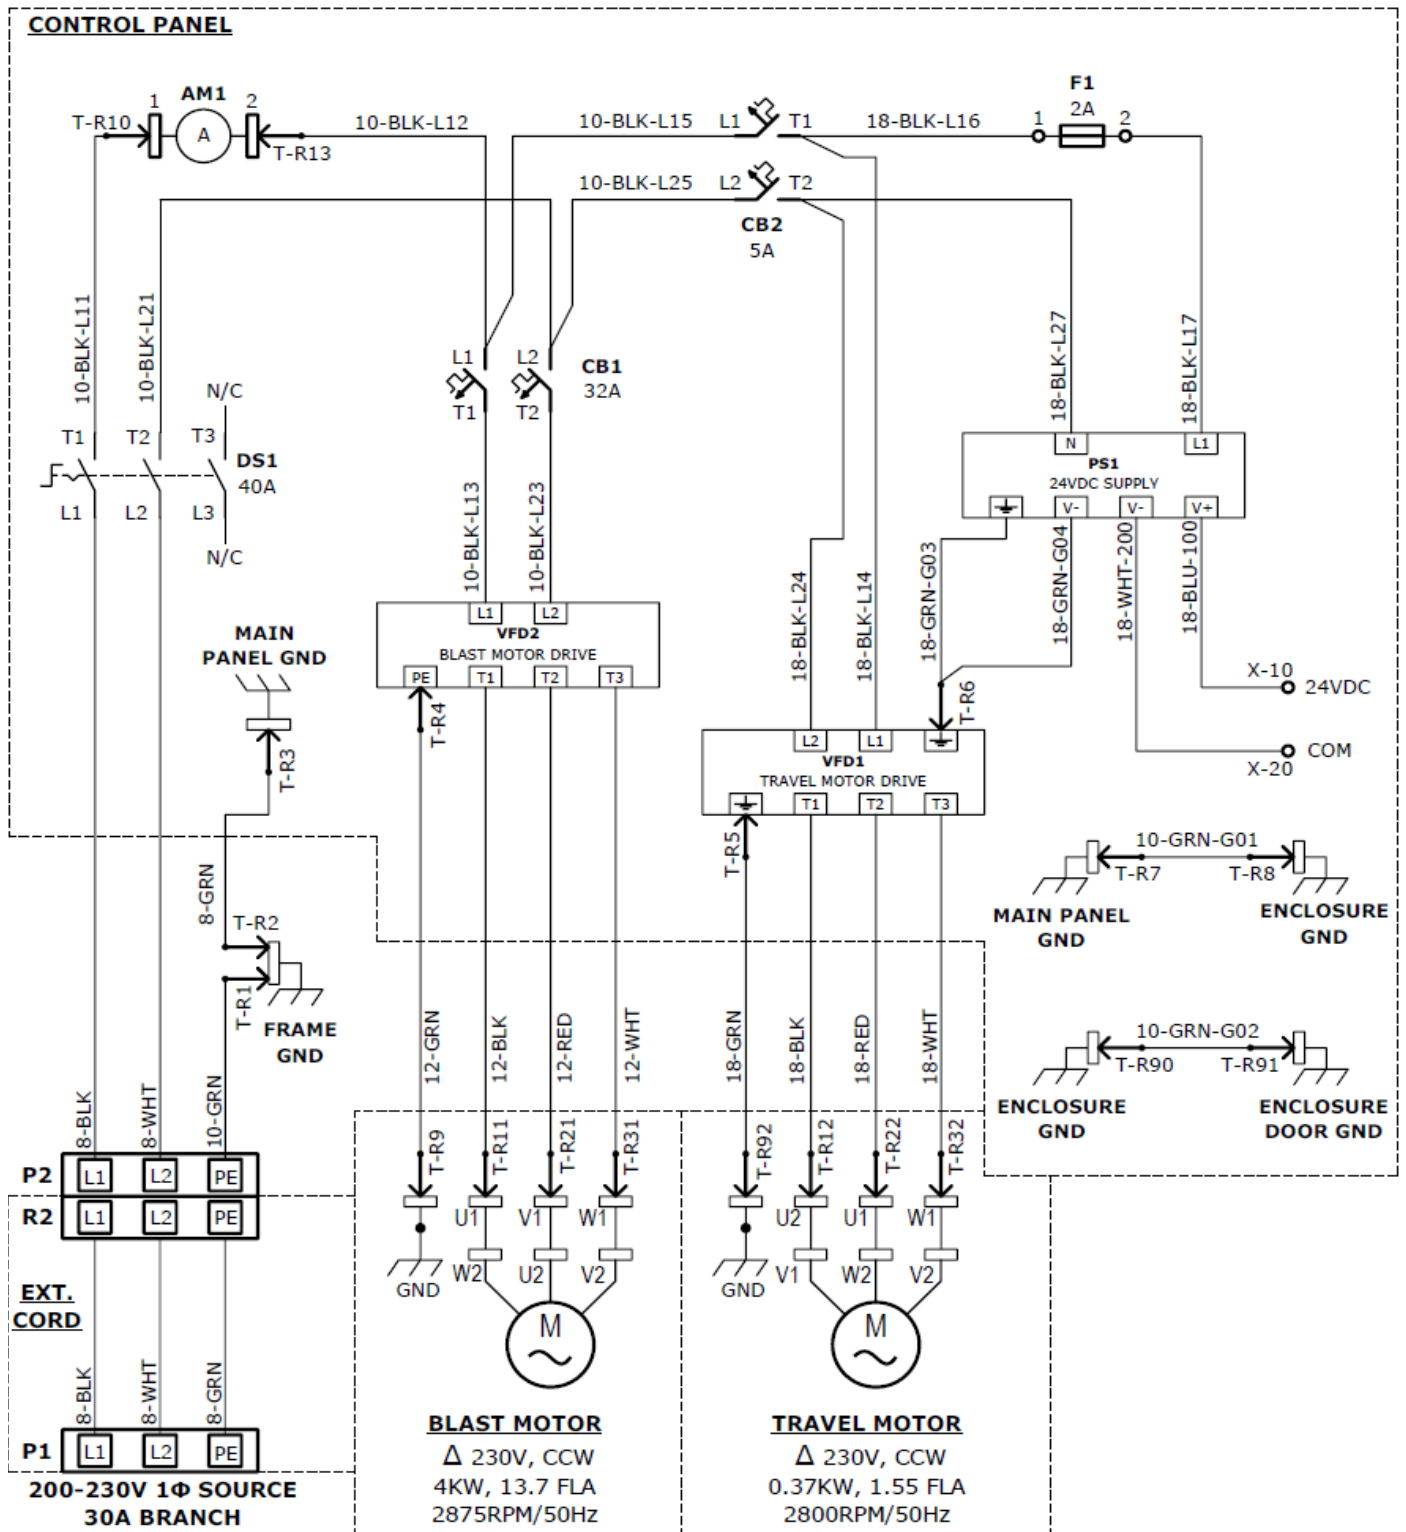 CONTROL PANEL
AM1
1
2
A
T-R10
T-R13
10-BLK-L12
10-BLK-L15
L1
T1
18-BLK-L16
F1
2A
1
2
10-BLK-L25
L2
T2
CB2
5A
10-BLK-L11
10-BLK-L21
N/C
T1
T2
T3
DS1
40A
L1
L2
L3
N/C
L1
L2
CB1
32A
T1
T2
10-BLK-L13
10-BLK-L23
18-BLK-L27
18-BLK-L17
N
L1
PS1
24VDC SUPPLY
V-
V-
V+
18-GRN-G03
18-GRN-G04
18-WHT-200
18-BLU-100
X-10
24VDC
COM
X-20
L1
L2
VFD2
BLAST MOTOR DRIVE
PE
T1
T2
T3
T-R4
18-BLK-L24
18-BLK-L14
T-R6
L2
L1
VFD1
TRAVEL MOTOR DRIVE
T1
T2
T3
T-R5
MAIN
PANEL GND
T-R3
8-GRN
T-R2
T-R1
FRAME
GND
10-GRN-G01
T-R7
T-R8
MAIN PANEL
GND
ENCLOSURE
GND
10-GRN-G02
T-R90
T-R91
ENCLOSURE
GND
ENCLOSURE
DOOR GND
8-BLK
8-WHT
10-GRN
12-GRN
12-BLK
12-RED
12-WHT
18-GRN
18-BLK
18-RED
18-WHT
P2
L1
L2
PE
R2
L1
L2
PE
T-R9
T-R11
T-R21
T-R31
T-R92
T-R12
T-R22
T-R32
U1
V1
W1
U2
U1
W1
GND
W2
U2
V2
GND
V1
W2
V2
M
M
EXT.
CORD
8-BLK
8-WHT
8-GRN
P1
L1
L2
PE
200-230V 1Φ SOURCE
30A BRANCH
BLAST MOTOR
Δ 230V, CCW
4KW, 13.7 FLA
2875RPM/50Hz
TRAVEL MOTOR
Δ 230V, CCW
0.37KW, 1.55 FLA
2800RPM/50Hz